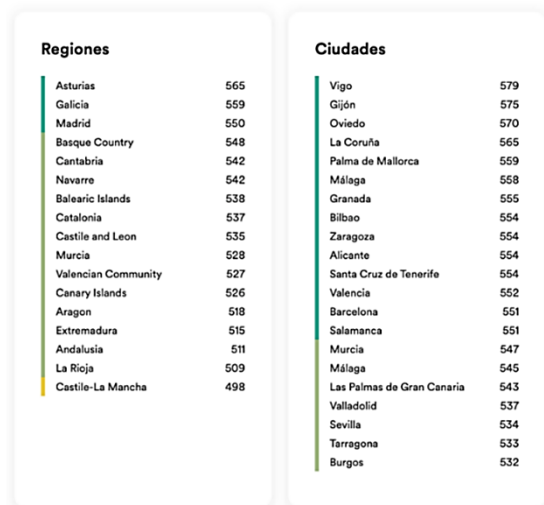 Regiones
Asturias 565
Galicia 559
Madrid 550
Basque Country 548
Cantabria 542
Navarre 542
Balearic Islands 538
Catalonia 537
Castile and Leon 535
Murcia 528
Valencian Community 527
Canary Islands 526
Aragon 518
Extremadura 515
Andalusia 511
La Rioja 509
Castile-La Mancha 498
Ciudades
Vigo 579
Gijón 575
Oviedo 570
La Coruña 565
Palma de Mallorca 559
Málaga 558
Granada 555
Bilbao 554
Zaragoza 554
Alicante 554
Santa Cruz de Tenerife 554
Valencia 552
Barcelona 551
Salamanca 551
Murcia 547
Málaga 545
Las Palmas de Gran Canaria 543
Valladolid 537
Sevilla 534
Tarragona 533
Burgos 532